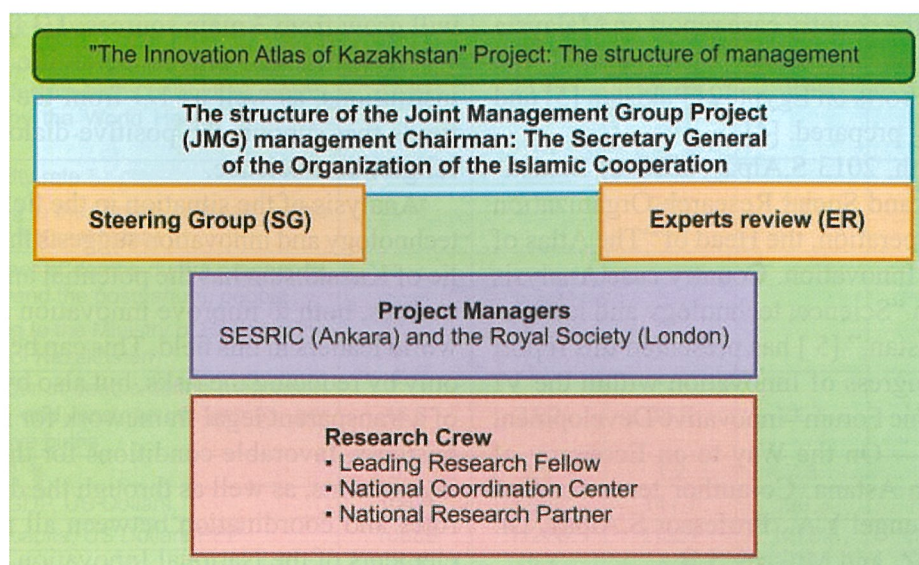 "The Innovation Atlas of Kazakhstan" Project: The structure of management
The structure of the Joint Management Group Project
(JMG) management Chairman: The Secretary General
of the Organization of the Islamic Cooperation
Steering Group (SG)
Experts review (ER)
Project Managers
SESRIC (Ankara) and the Royal Society (London)
Research Crew
▪ Leading Research Fellow
▪ National Coordination Center
▪ National Research Partner